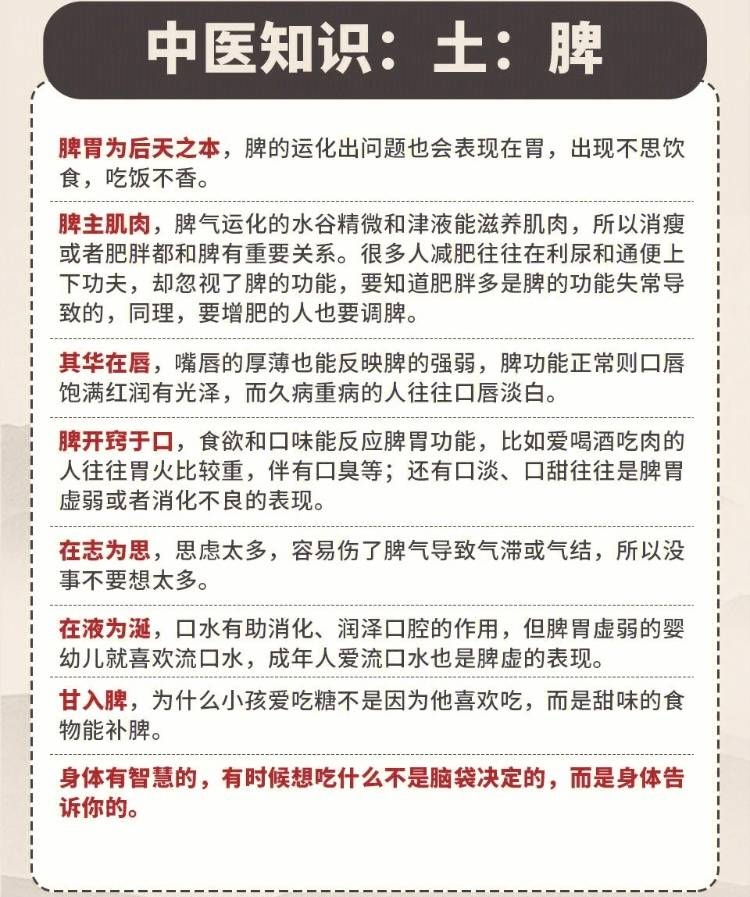 中医知识：土：脾
脾胃为后天之本，脾的运化出问题也会表现在胃，出现不思饮
食，吃饭不香。
脾主肌肉，脾气运化的水谷精微和津液能滋养肌肉，所以消瘦
或者肥胖都和脾有重要关系。很多人减肥往往在利尿和通便上
下功夫，却忽视了脾的功能，要知道肥胖多是脾的功能失常导
致的，同理，要增肥的人也要调脾。
其华在唇，嘴唇的厚薄也能反映脾的强弱，脾功能正常则口唇
饱满红润有光泽，而久病重病的人往往口唇淡白。
脾开窍于口，食欲和口味能反应脾胃功能，比如爱喝酒吃肉的
人往往胃火比较重，伴有口臭等；还有口淡、口甜往往是脾胃
虚弱或者消化不良的表现。
在志为思，思虑太多，容易伤了脾气导致气滞或气结，所以没
事不要想太多。
在液为涎，口水有助消化、润泽口腔的作用，但脾胃虚弱的婴
幼儿就喜欢流口水，成年人爱流口水也是脾虚的表现。
甘入脾，为什么小孩爱吃糖不是因为他喜欢吃，而是甜味的食
物能补脾。
身体有智慧的，有时候想吃什么不是脑袋决定的，而是身体告
诉你的。